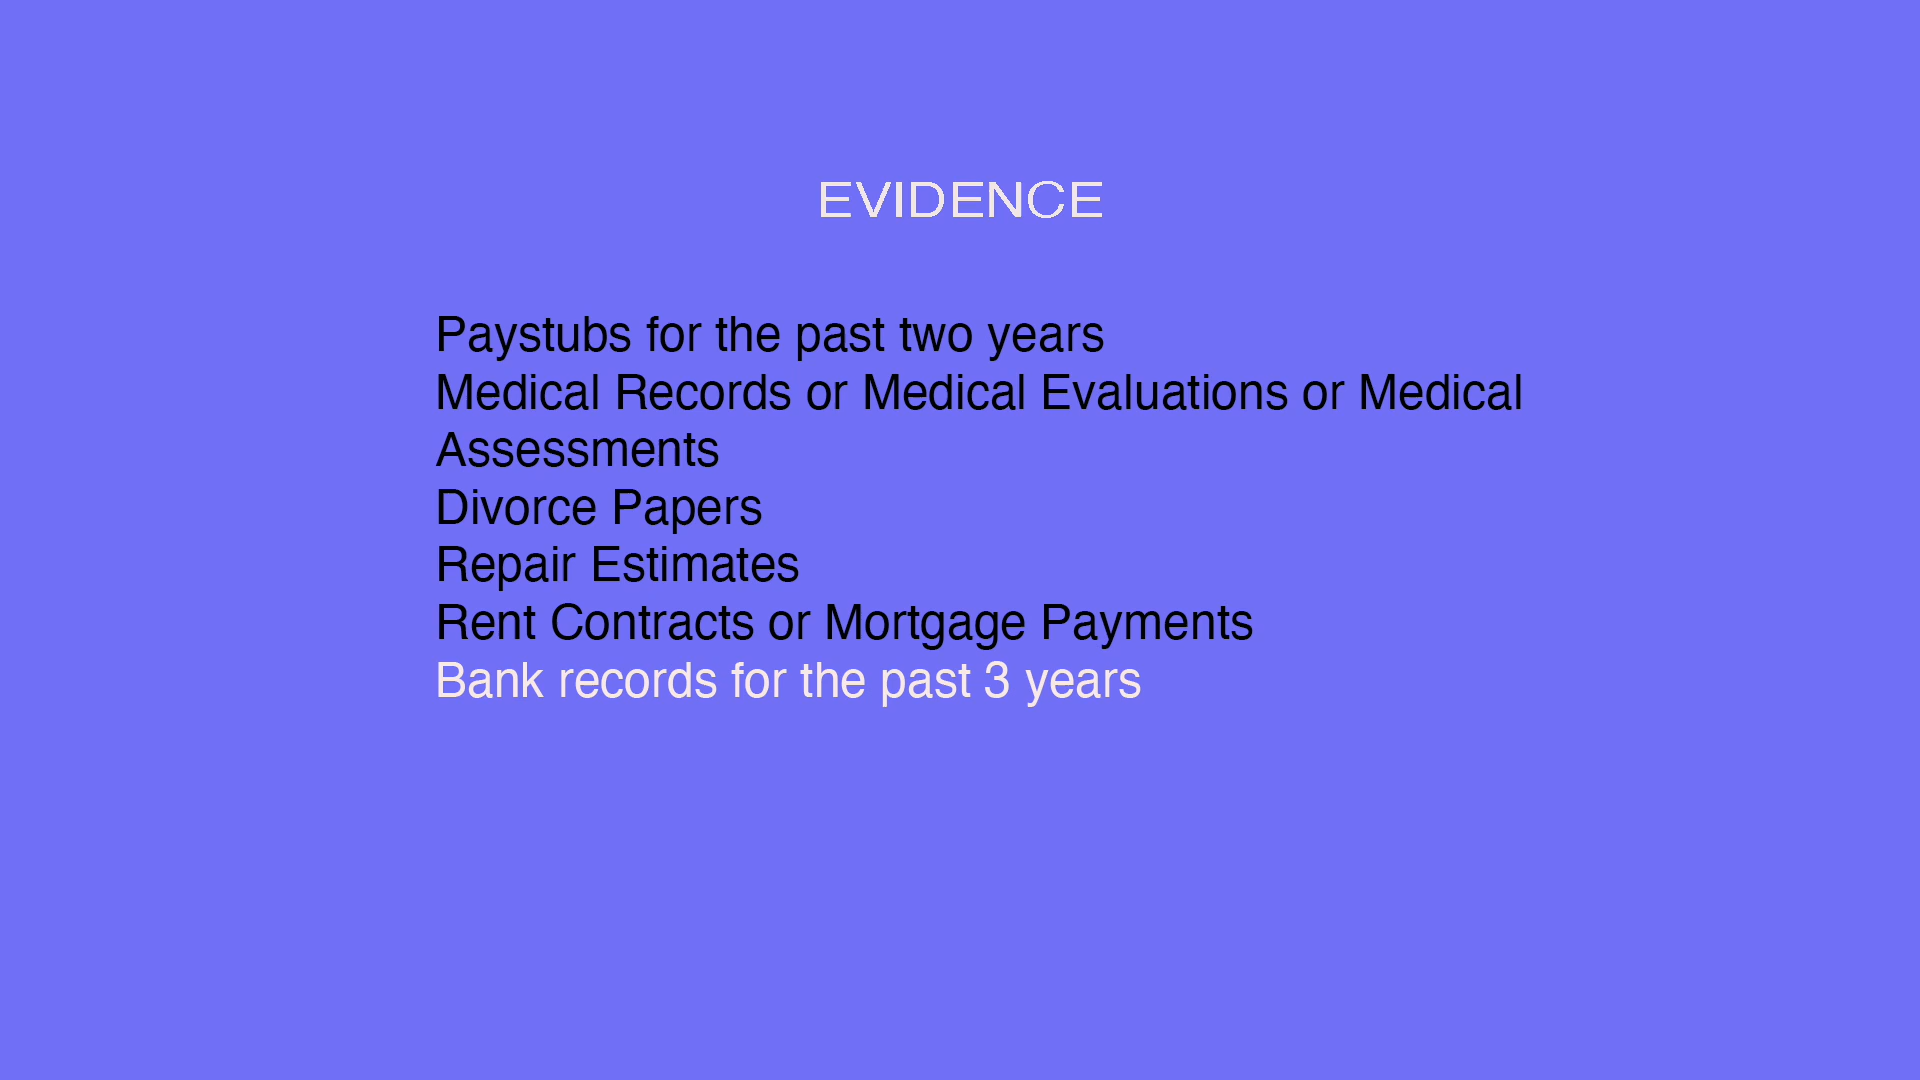 EVIDENCE
Paystubs for the past two years
Medical Records or Medical Evaluations or Medical
Assessments
Divorce Papers
Repair Estimates
Rent Contracts or Mortgage Payments
Bank records for the past 3 years